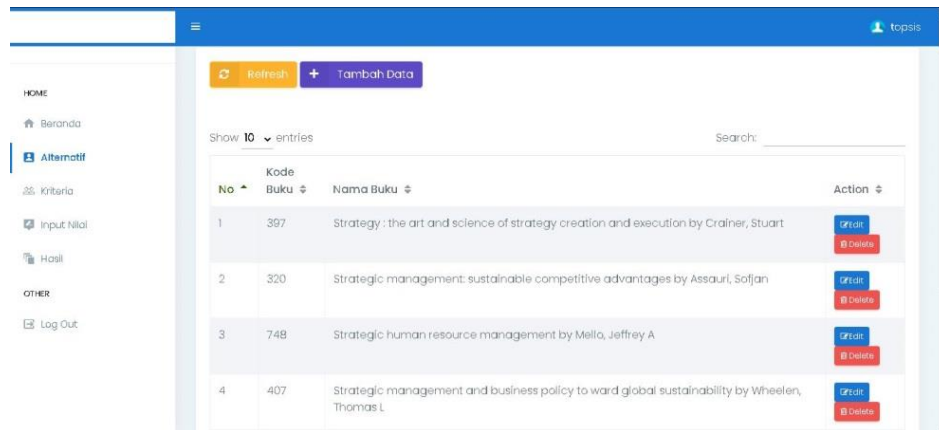 topsis
Refresh
Tambah Data
HOME
Beranda
Alternatif
Kriteria
Input Nilai
Hasil
OTHER
Log Out
Show 10 entries
Search:
No Kode Buku Nama Buku Action
1 397 Strategy : the art and science of strategy creation and execution by Crainer, Stuart Edit
Delete
2 320 Strategic management: sustainable competitive advantages by Assauri, Sofjan Edit
Delete
3 748 Strategic human resource management by Mello, Jeffrey A Edit
Delete
4 407 Strategic management and business policy to ward global sustainability by Wheelen, Edit
Thomas L Delete